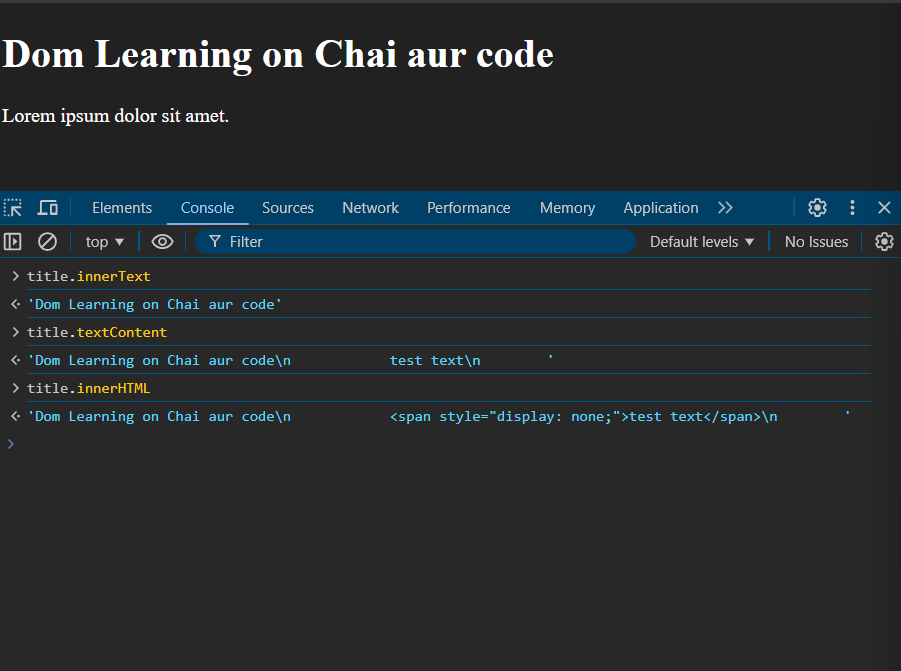 Dom Learning on Chai aur code
Lorem ipsum dolor sit amet.
Elements Console Sources Network Performance Memory Application
top Filter Default levels No Issues
title.innerText
'Dom Learning on Chai aur code'
title.textContent
'Dom Learning on Chai aur code\n            test text\n        '
title.innerHTML
'Dom Learning on Chai aur code\n            <span style="display: none;">test text</span>\n        '